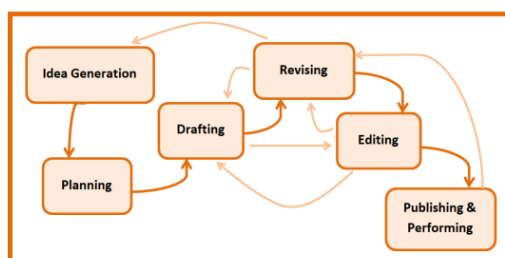 Idea Generation
Planning
Drafting
Revising
Editing
Publishing &
Performing